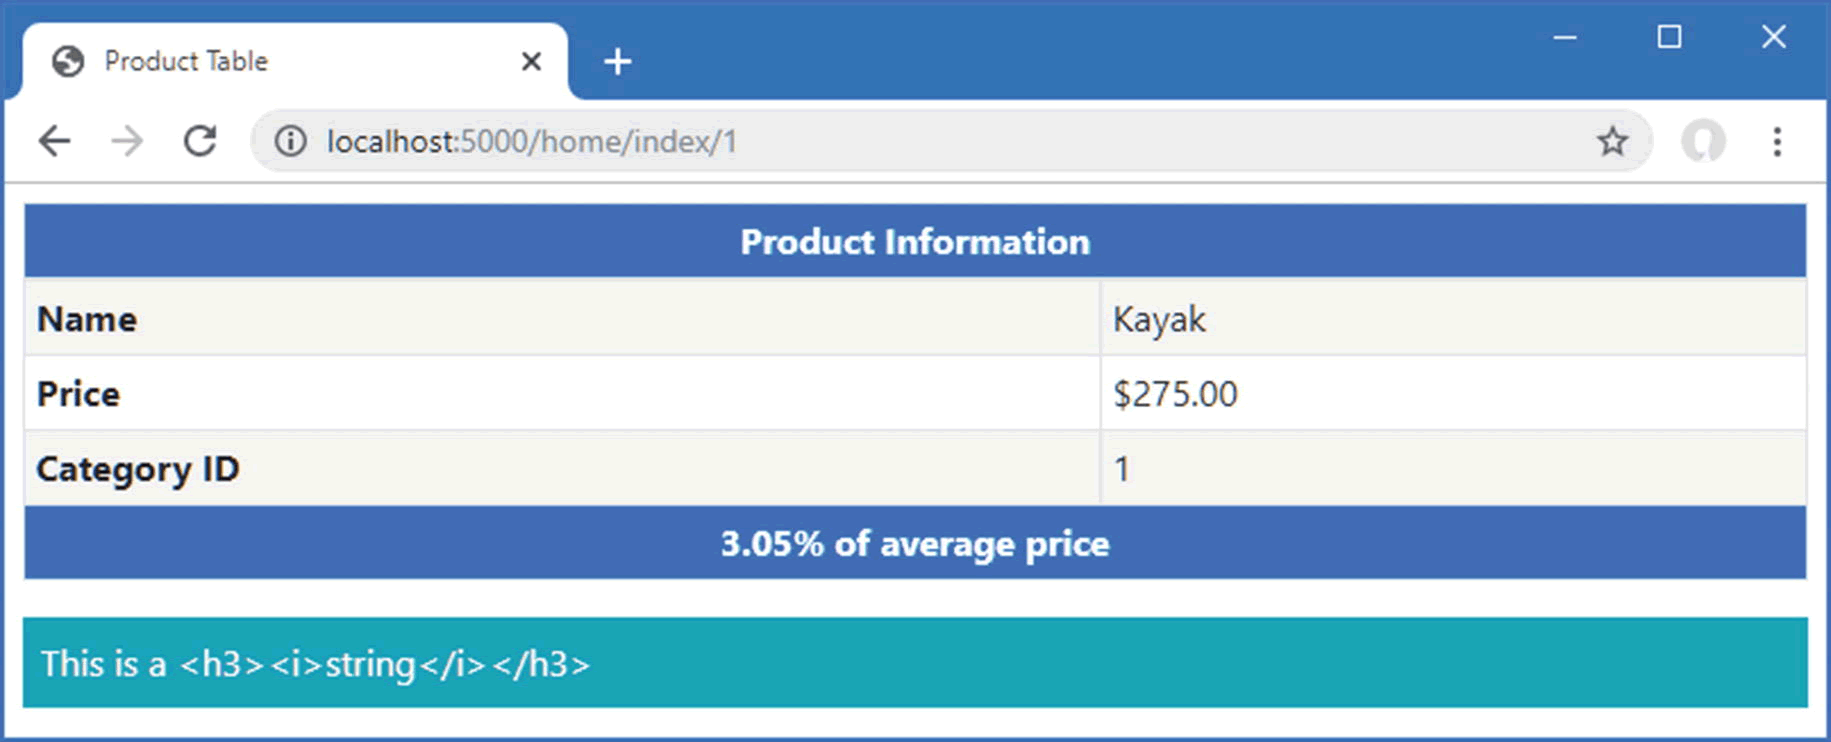 Product Table
localhost:5000/home/index/1
Product Information
Name Kayak
Price $275.00
Category ID 1
3.05% of average price
This is a <h3><i>string</i></h3>